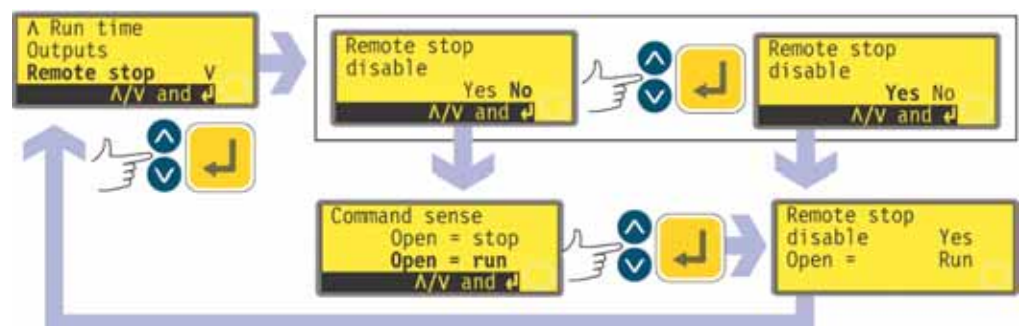 Λ Run time
Outputs
Remote stop V
Λ/V and ↲
Remote stop
disable
Yes No
Λ/V and ↲
Remote stop
disable
Yes No
Λ/V and ↲
Command sense
Open = stop
Open = run
Λ/V and ↲
Remote stop
disable Yes
Open = Run